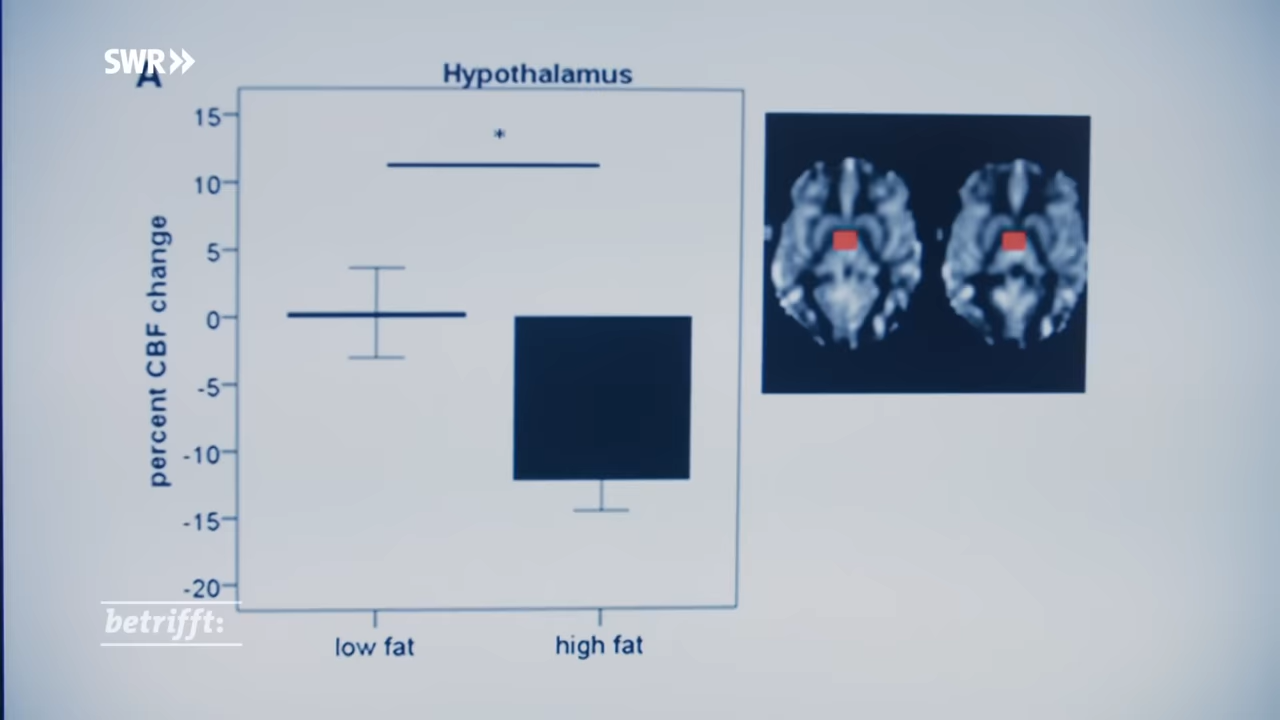 SWR»
A
Hypothalamus
*
15
10
5
0
-5
-10
-15
-20
percent CBF change
low fat
high fat
betrifft: